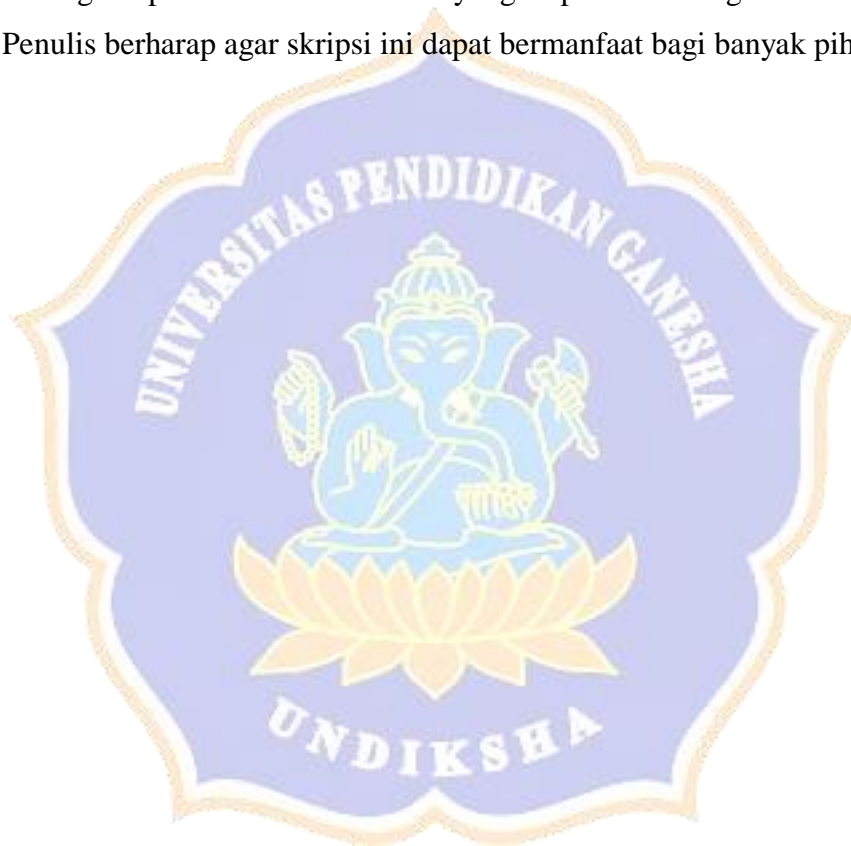 Penulis berharap agar skripsi ini dapat bermanfaat bagi banyak pih
UNIVERSITAS PENDIDIKAN GANESHA
UNDIKSHA